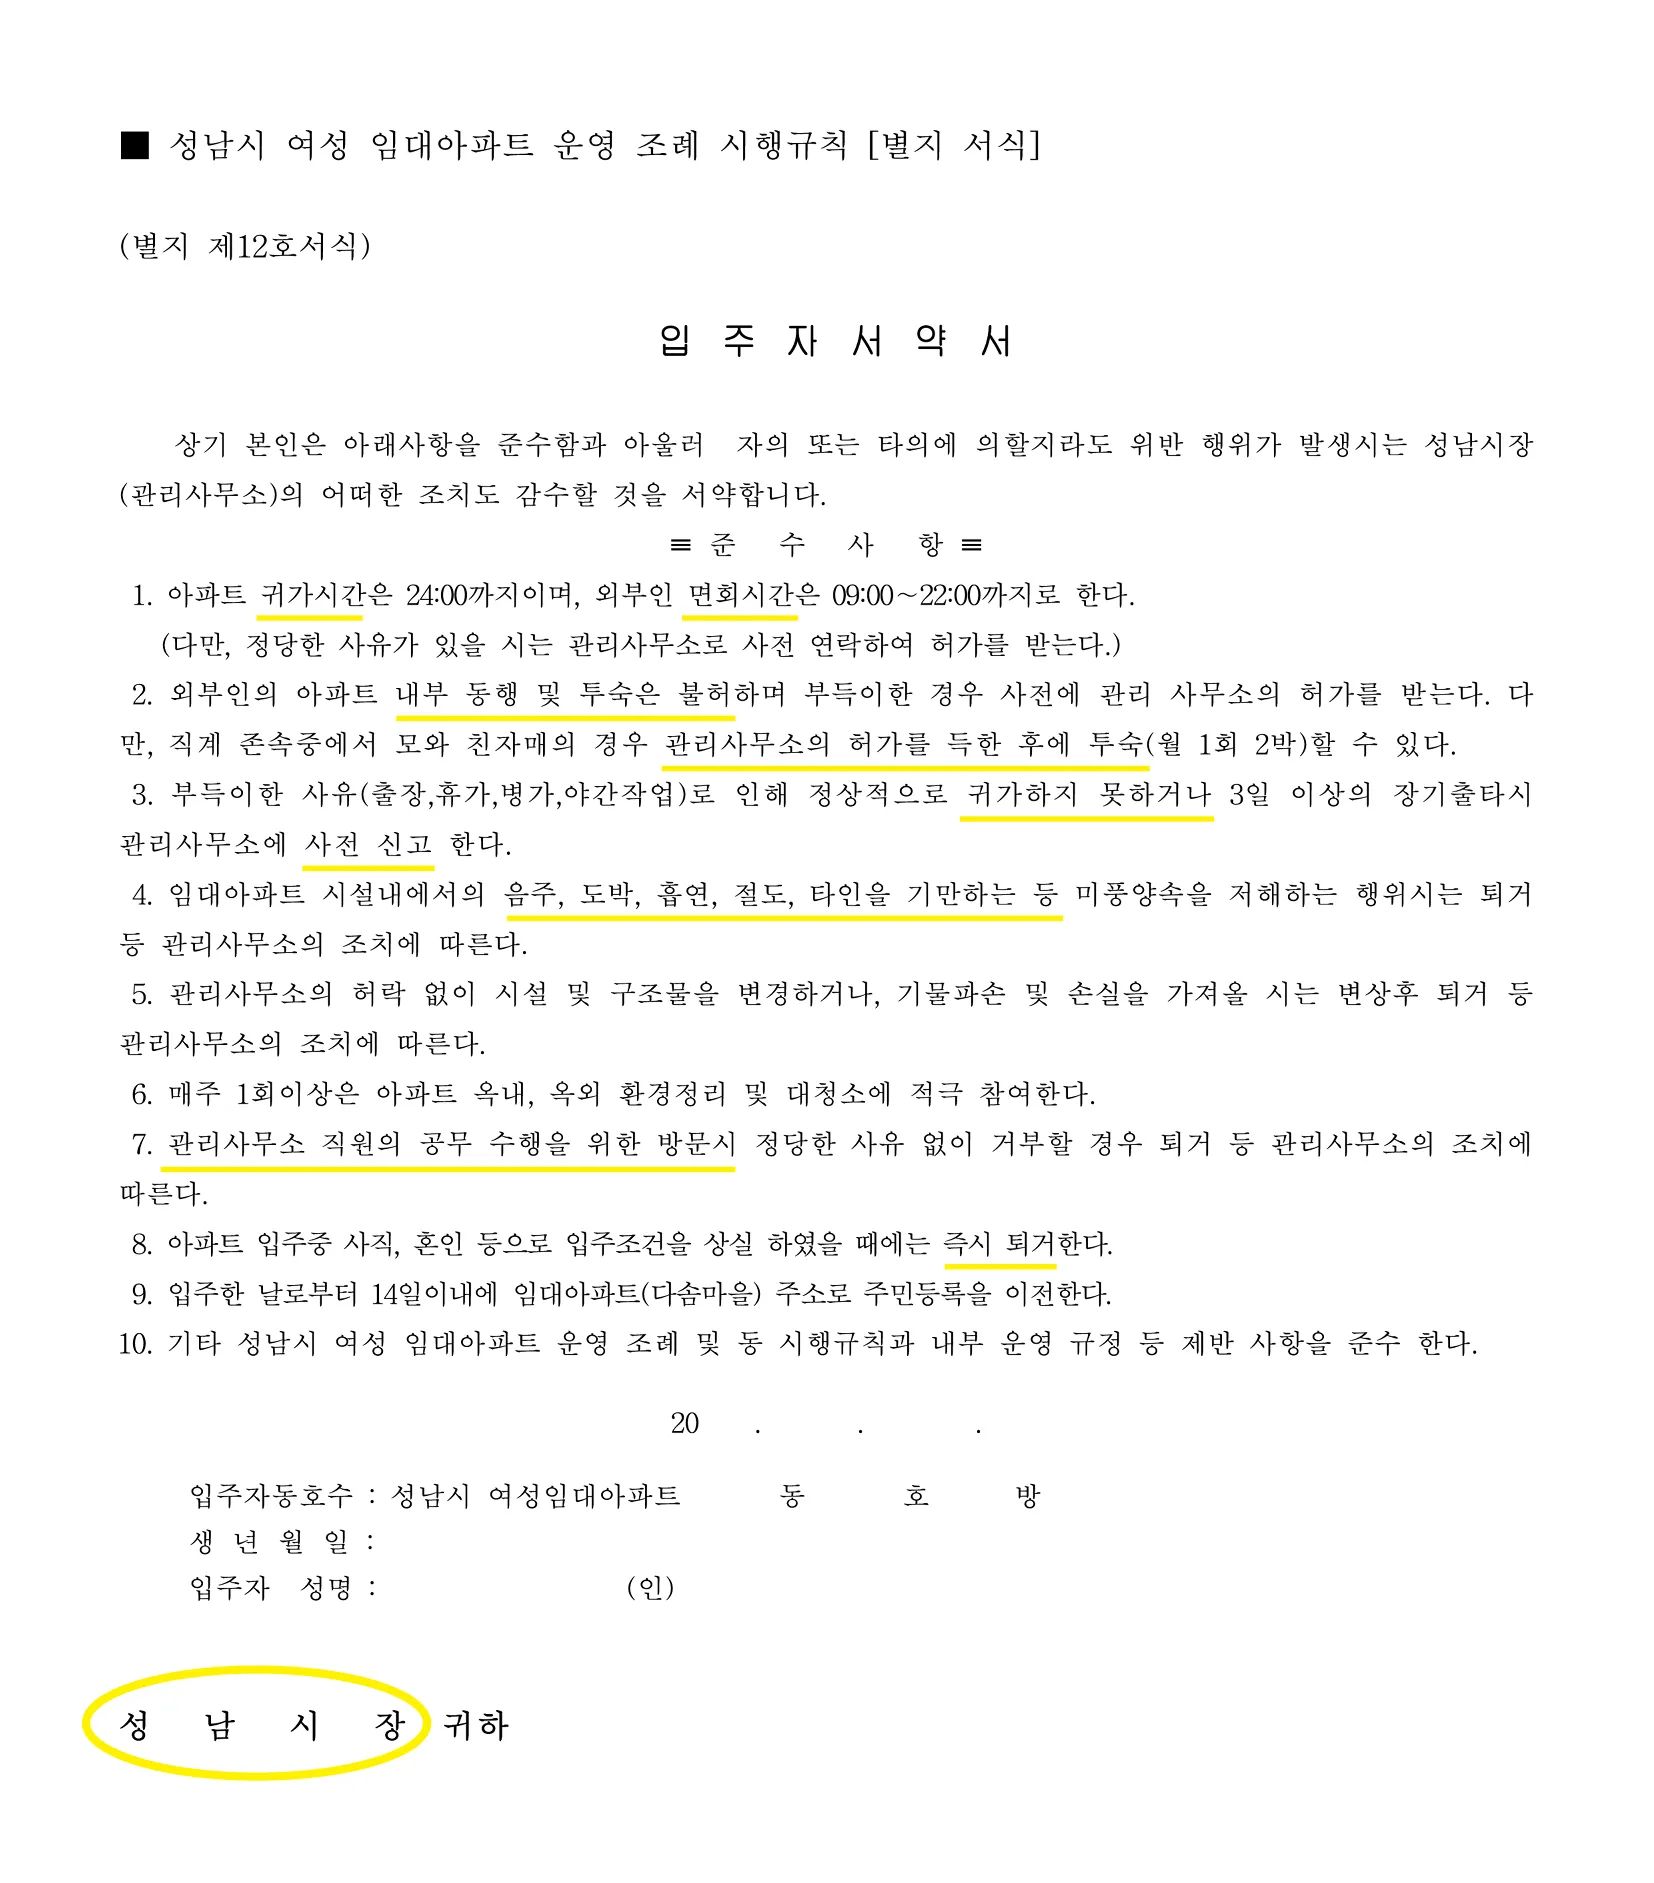 ■ 성남시 여성 임대아파트 운영 조례 시행규칙 [별지 서식]
(별지 제12호서식)
입 주 자 서 약 서
상기 본인은 아래사항을 준수함과 아울러 자의 또는 타의에 의할지라도 위반 행위가 발생시는 성남시장
(관리사무소)의 어떠한 조치도 감수할 것을 서약합니다.
≡ 준 수 사 항 ≡
1. 아파트 귀가시간은 24:00까지이며, 외부인 면회시간은 09:00~22:00까지로 한다.
(다만, 정당한 사유가 있을 시는 관리사무소로 사전 연락하여 허가를 받는다.)
2. 외부인의 아파트 내부 동행 및 투숙은 불허하며 부득이한 경우 사전에 관리 사무소의 허가를 받는다. 다
만, 직계 존속중에서 모와 친자매의 경우 관리사무소의 허가를 득한 후에 투숙(월 1회 2박)할 수 있다.
3. 부득이한 사유(출장,휴가,병가,야간작업)로 인해 정상적으로 귀가하지 못하거나 3일 이상의 장기출타시
관리사무소에 사전 신고 한다.
4. 임대아파트 시설내에서의 음주, 도박, 흡연, 절도, 타인을 기만하는 등 미풍양속을 저해하는 행위시는 퇴거
등 관리사무소의 조치에 따른다.
5. 관리사무소의 허락 없이 시설 및 구조물을 변경하거나, 기물파손 및 손실을 가져올 시는 변상후 퇴거 등
관리사무소의 조치에 따른다.
6. 매주 1회이상은 아파트 옥내, 옥외 환경정리 및 대청소에 적극 참여한다.
7. 관리사무소 직원의 공무 수행을 위한 방문시 정당한 사유 없이 거부할 경우 퇴거 등 관리사무소의 조치에
따른다.
8. 아파트 입주중 사직, 혼인 등으로 입주조건을 상실 하였을 때에는 즉시 퇴거한다.
9. 입주한 날로부터 14일이내에 임대아파트(다솜마을) 주소로 주민등록을 이전한다.
10. 기타 성남시 여성 임대아파트 운영 조례 및 동 시행규칙과 내부 운영 규정 등 제반 사항을 준수 한다.
20 . . .
입주자동호수 : 성남시 여성임대아파트 동 호 방
생 년 월 일 :
입주자 성명 : (인)
성 남 시 장 귀하